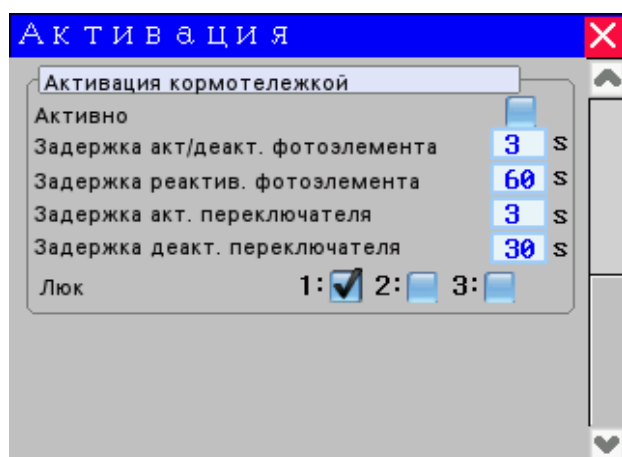 Активация
Активация кормотележкой
Активно
Задержка акт/деакт. фотоэлемента 3 s
Задержка реактив. фотоэлемента 60 s
Задержка акт. переключателя 3 s
Задержка деакт. переключателя 30 s
Люк 1: 2: 3: